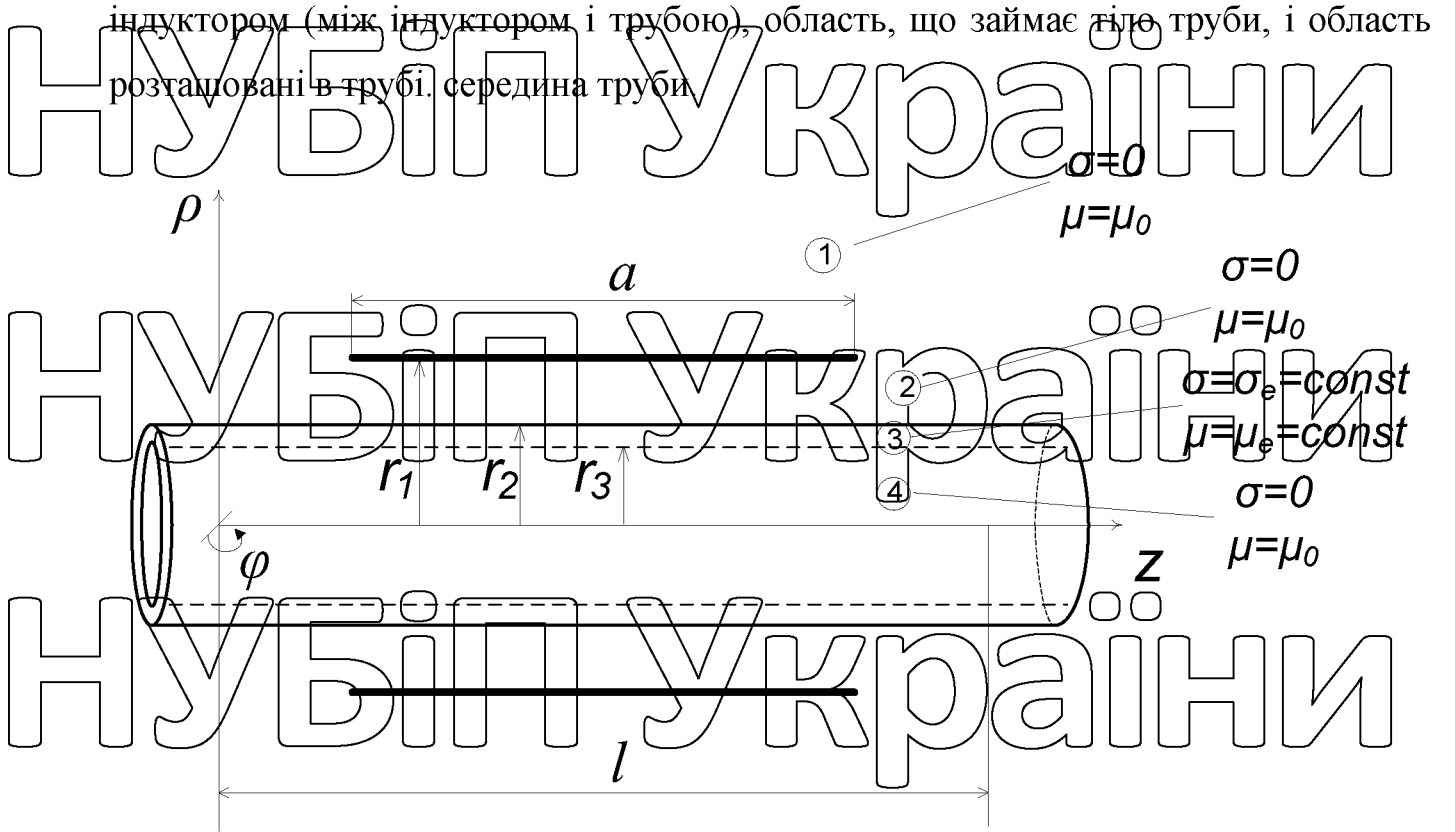 індуктором (між індуктором і трубою), область, що займає тіло труби, і область
розташовані в трубі. середина труби.
НУБіП України
σ=0
μ=μ₀
ρ
1
a
σ=0
μ=μ₀
НУБіП України
2
σ=σₑ=const
3
μ=μₑ=const
r₁ r₂ r₃
4
σ=0
μ=μ₀
φ
z
НУБіП України
l